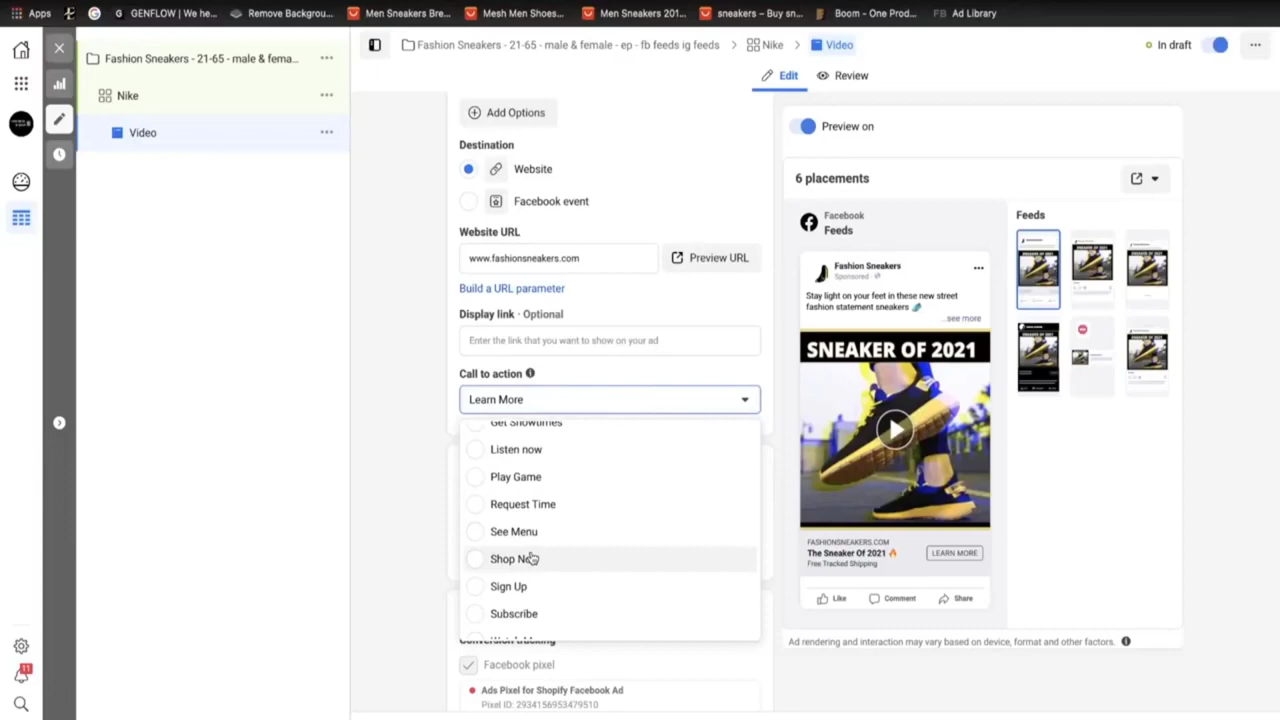 Apps
GENFLOW | We he...
Remove Backgrou...
Men Sneakers Bre...
Mesh Men Shoes...
Men Sneakers 201...
sneakers – Buy sn...
Boom - One Prod...
FB Ad Library
Fashion Sneakers - 21-65 - male & fema...
Nike
Video
Fashion Sneakers - 21-65 - male & female - ep - fb feeds ig feeds
Nike
Video
In draft
Edit
Review
Add Options
Destination
Website
Facebook event
Website URL
www.fashionsneakers.com
Preview URL
Build a URL parameter
Display link · Optional
Enter the link that you want to show on your ad
Call to action
Learn More
Get Showtimes
Listen now
Play Game
Request Time
See Menu
Shop Now
Sign Up
Subscribe
Conversion tracking
Facebook pixel
Ads Pixel for Shopify Facebook Ad
Pixel ID: 2934156953479510
Preview on
6 placements
Facebook
Feeds
Fashion Sneakers
Sponsored ·
Stay light on your feet in these new street
fashion statement sneakers
...see more
SNEAKER OF 2021
FASHIONSNEAKERS.COM
The Sneaker Of 2021
Free Tracked Shipping
LEARN MORE
Like
Comment
Share
Feeds
Ad rendering and interaction may vary based on device, format and other factors.
11